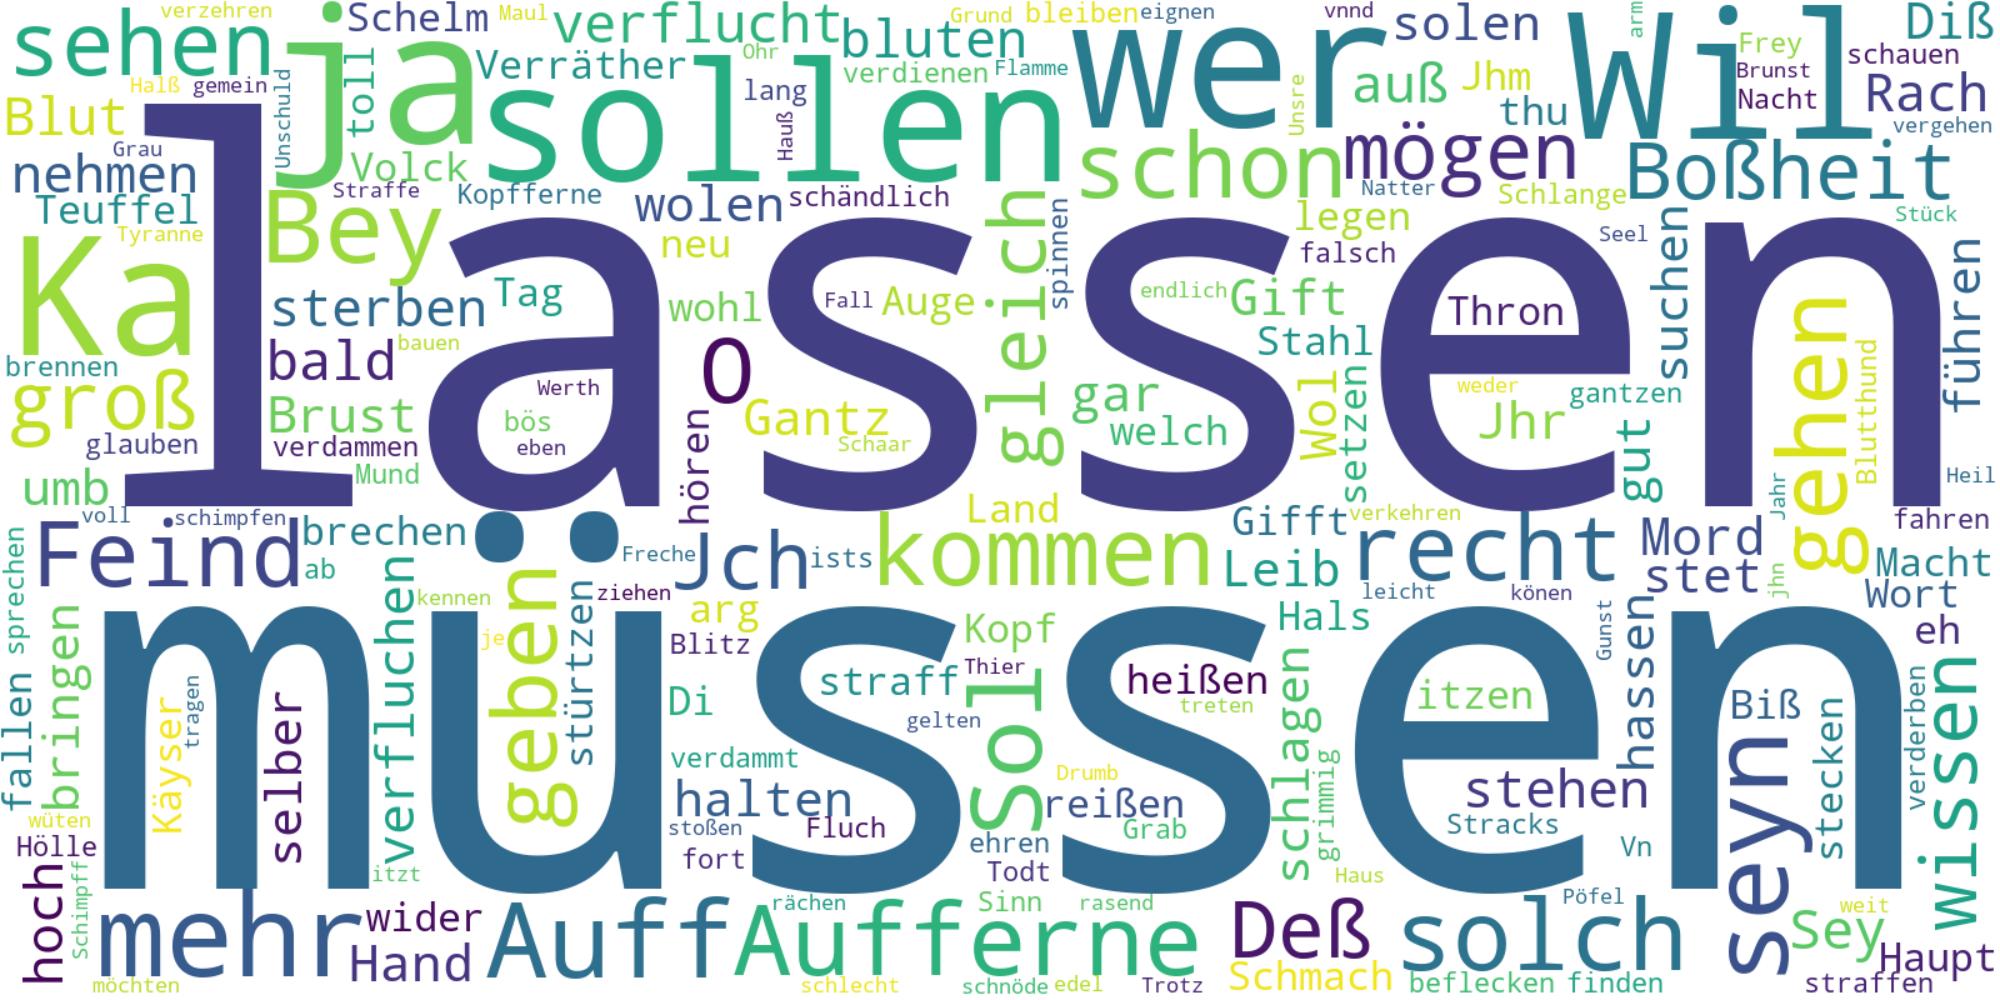 verzehren
Schelm
Maul
verflucht
Grund
bleiben
eignen
vnnd
solen
arm
Diß
sehen
ja
toll
Verräther
Ohr
bluten
verdienen
Flamme
wer
Wil
Frey
schauen
Halß
gemein
Unschuld
sollen
lang
Hauß
Unsre
auß
Jhm
thu
Brunst
Nacht
Rach
vergehen
Blut
Grau
nehmen
Teuffel
Tyranne
Volck
Straffe
Kopfferne
wolen
schändlich
schon
mögen
Natter
Schlange
Boßheit
Stück
Ka
Bey
lassen
neu
gleich
spinnen
legen
falsch
Seel
suchen
führen
sterben
Tag
wohl
Fall
Auge
endlich
Gift
Thron
brennen
groß
bald
bauen
Werth
O
Stahl
gehen
Blutthund
glauben
Brust
verdammen
bös
eben
hören
Gantz
Schaar
gar
welch
Wol
setzen
weder
gantzen
Jhr
gut
umb
Mund
Land
Jahr
Heil
voll
schimpfen
Feind
brechen
ab
Freche
Jch
ists
kommen
Gifft
verkehren
recht
Mord
fahren
sprechen
müssen
verfluchen
kennen
geben
stürtzen
ziehen
arg
Leib
leicht
könen
stet
jhn
Macht
Wort
fallen
bringen
Käyser
tragen
selber
je
Blitz
Kopf
Thier
Sol
Hals
Gunst
hassen
eh
Di
straff
heißen
treten
itzen
Biß
seyn
stecken
verderben
wissen
gelten
verdammt
halten
Drumb
reißen
schlagen
grimmig
stehen
wüten
Hölle
stoßen
Fluch
Grab
Stracks
fort
ehren
Todt
Vn
hoch
Schimpff
itzt
Haus
Pöfel
mehr
wider
Auff
rächen
Aufferne
Sinn
rasend
Deß
solch
weit
Sey
Hand
Haupt
möchten
schlecht
schnöde
edel
Trotz
Schmach
beflecken
finden
straffen